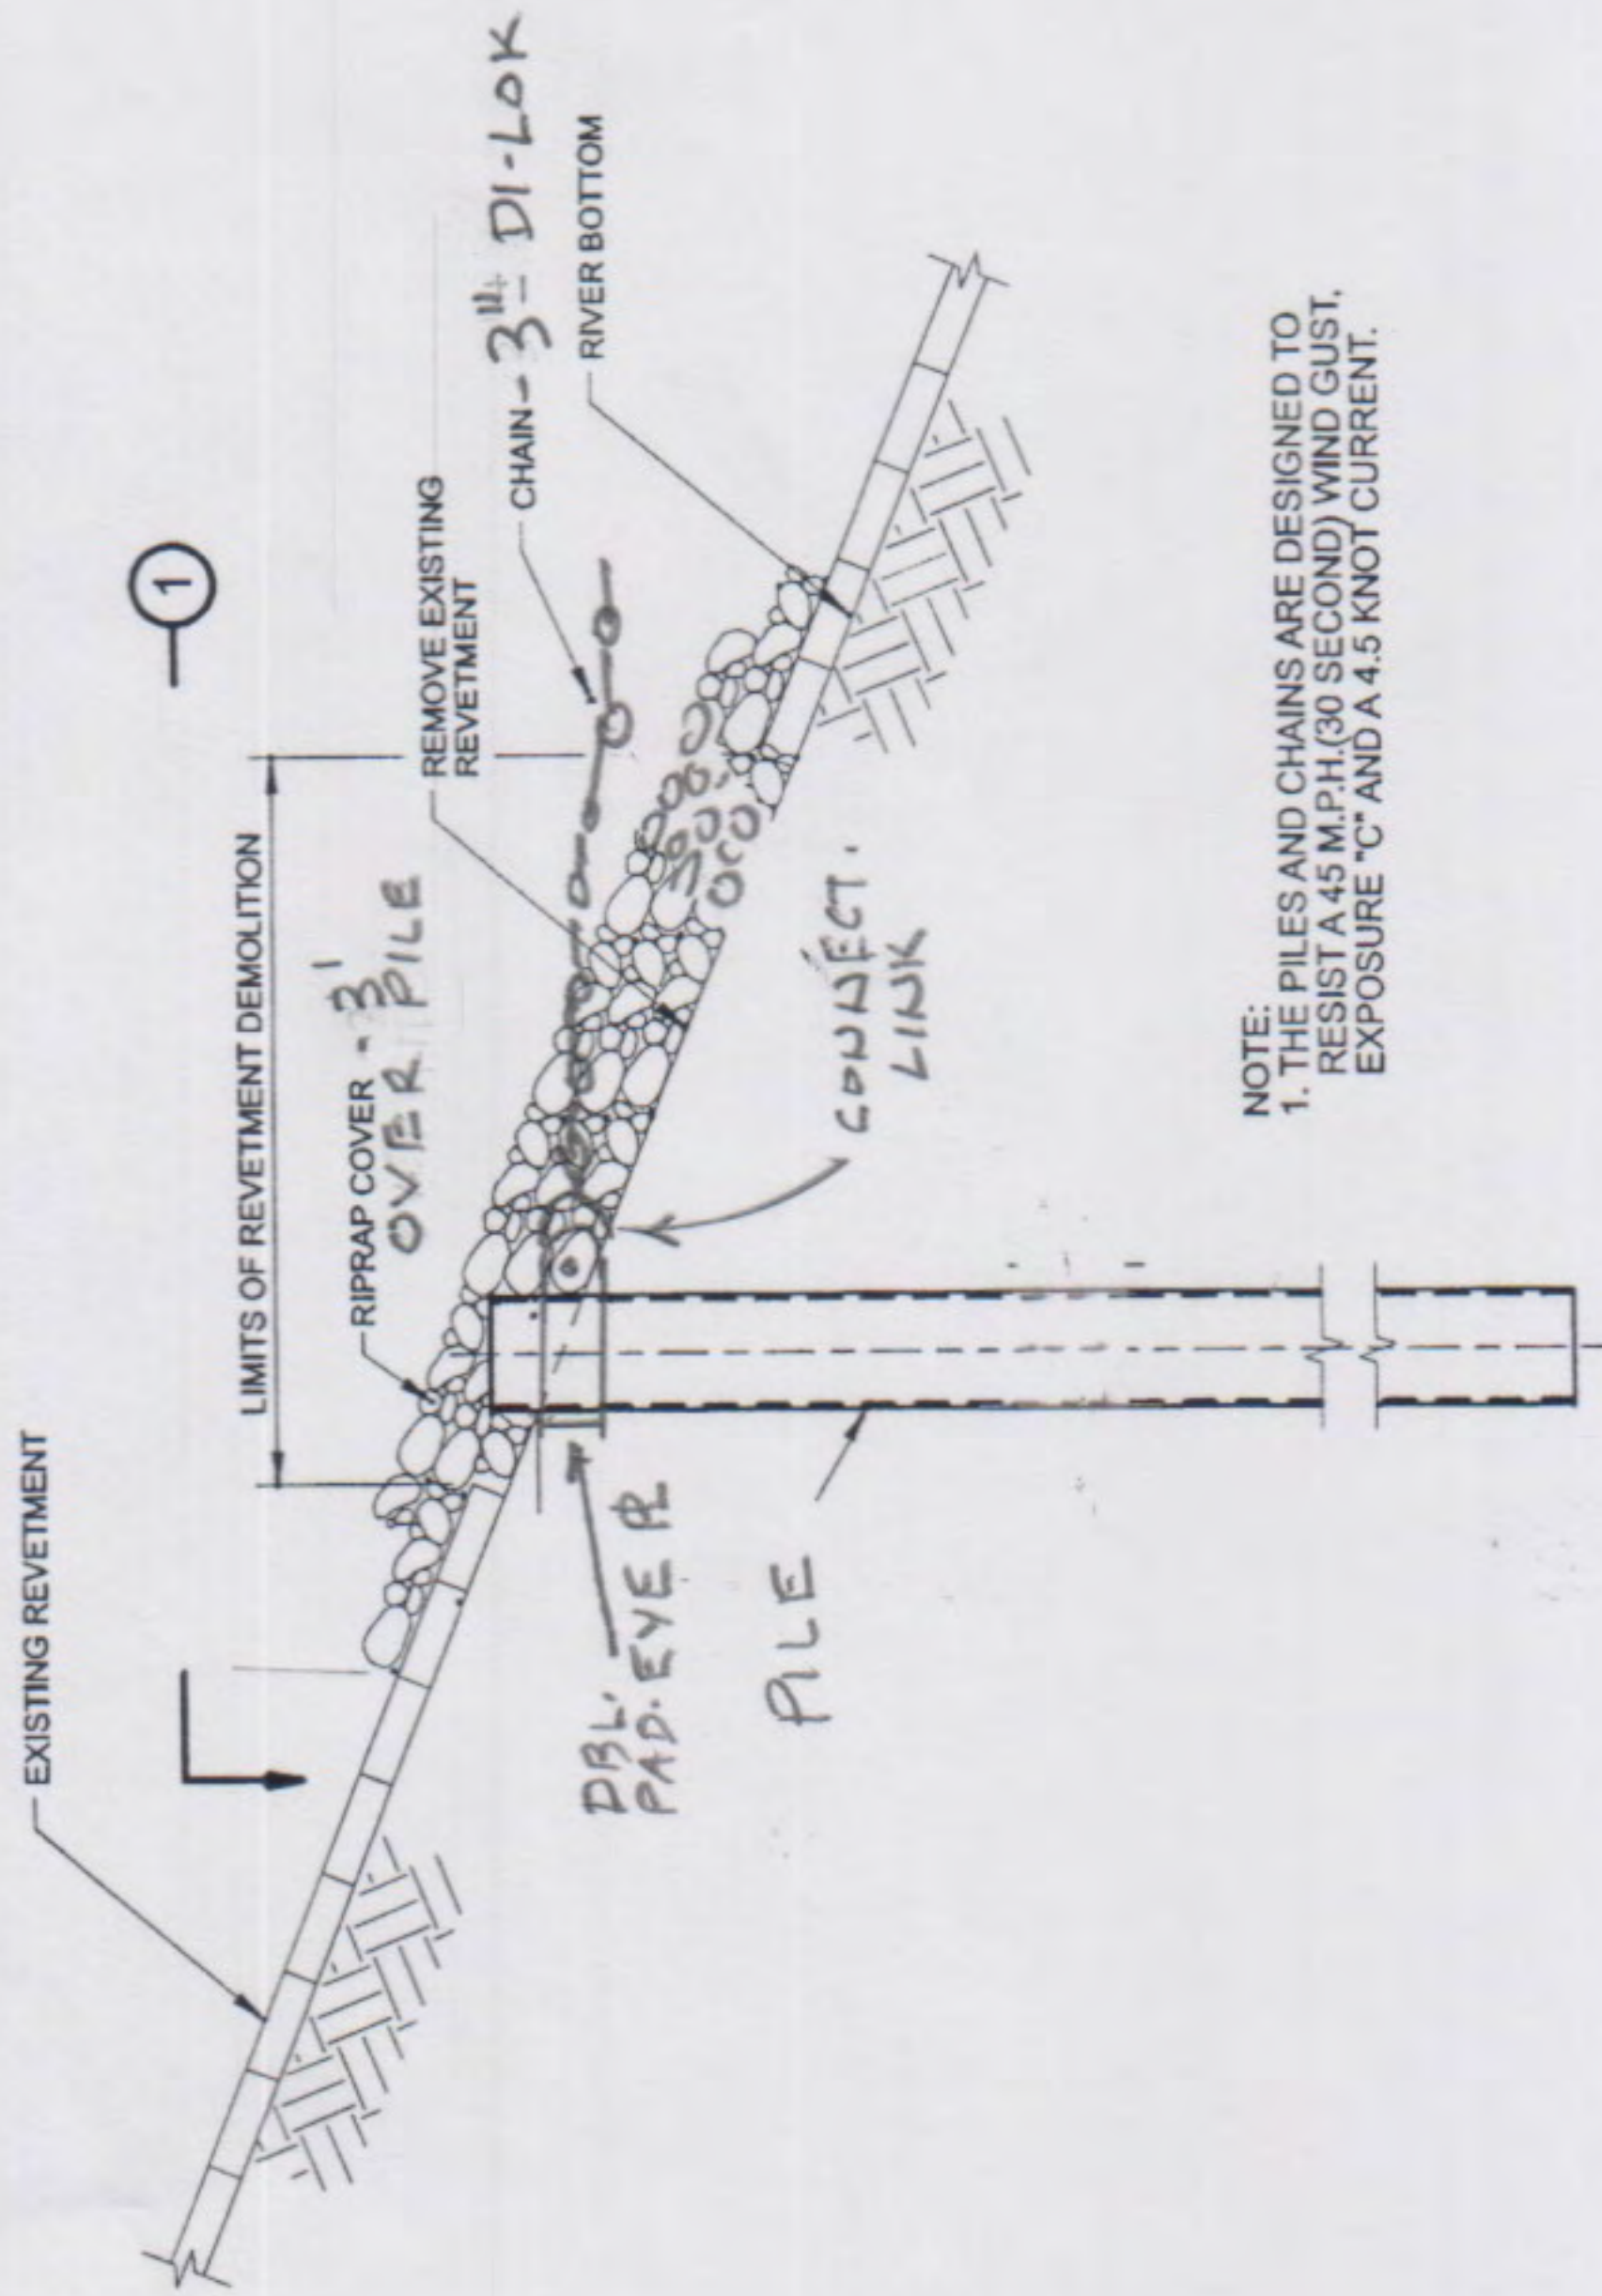 1
EXISTING REVETMENT
LIMITS OF REVETMENT DEMOLITION
RIPRAP COVER - 3'
OVER PILE
REMOVE EXISTING
REVETMENT
CHAIN - 3" DI-LOK
RIVER BOTTOM
DBL.
PAD-EYE PL
PILE
CONNECT.
LINK
NOTE:
1. THE PILES AND CHAINS ARE DESIGNED TO
RESIST A 45 M.P.H.(30 SECOND) WIND GUST,
EXPOSURE "C" AND A 4.5 KNOT CURRENT.